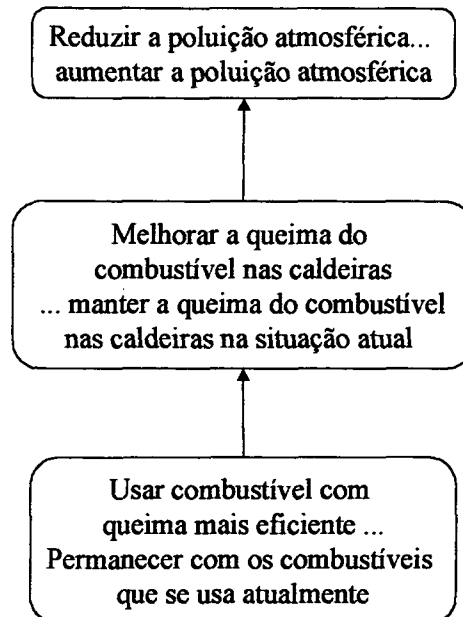 Reduzir a poluição atmosférica...
aumentar a poluição atmosférica
Melhorar a queima do
combustível nas caldeiras
... manter a queima do combustível
nas caldeiras na situação atual
Usar combustível com
queima mais eficiente ...
Permanecer com os combustíveis
que se usa atualmente